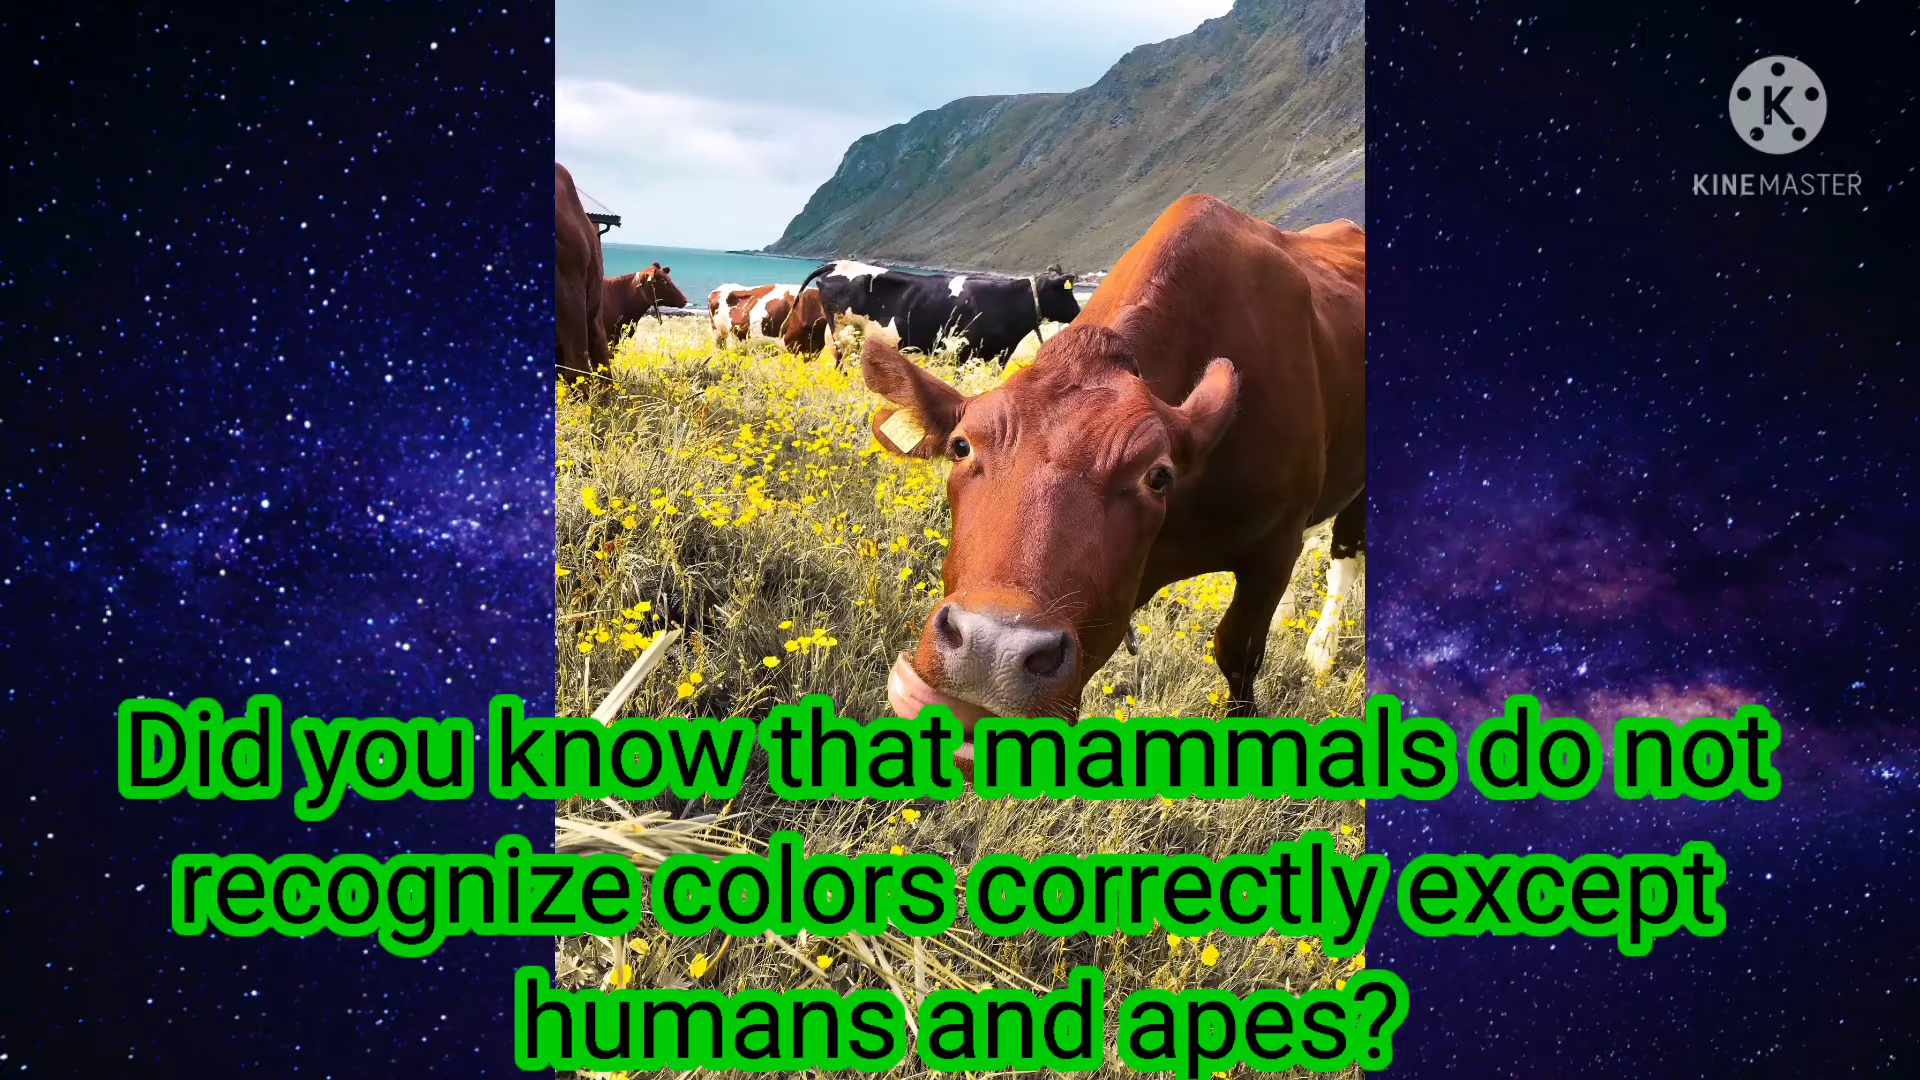 K
KINEMASTER
Did you know that mammals do not
recognize colors correctly except
humans and apes?